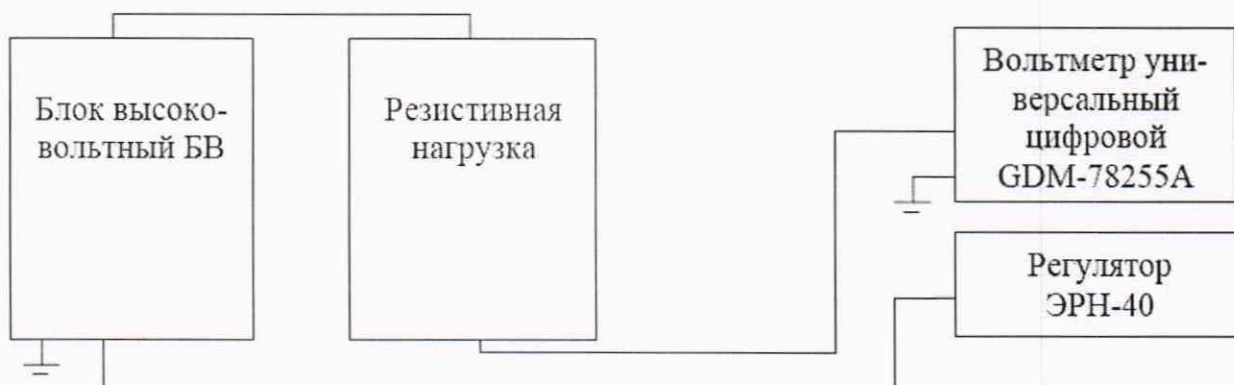 Блок высоко-
вольтный БВ
Резистивная
нагрузка
Вольтметр уни-
версальный
цифровой
GDM-78255A
Регулятор
ЭРН-40